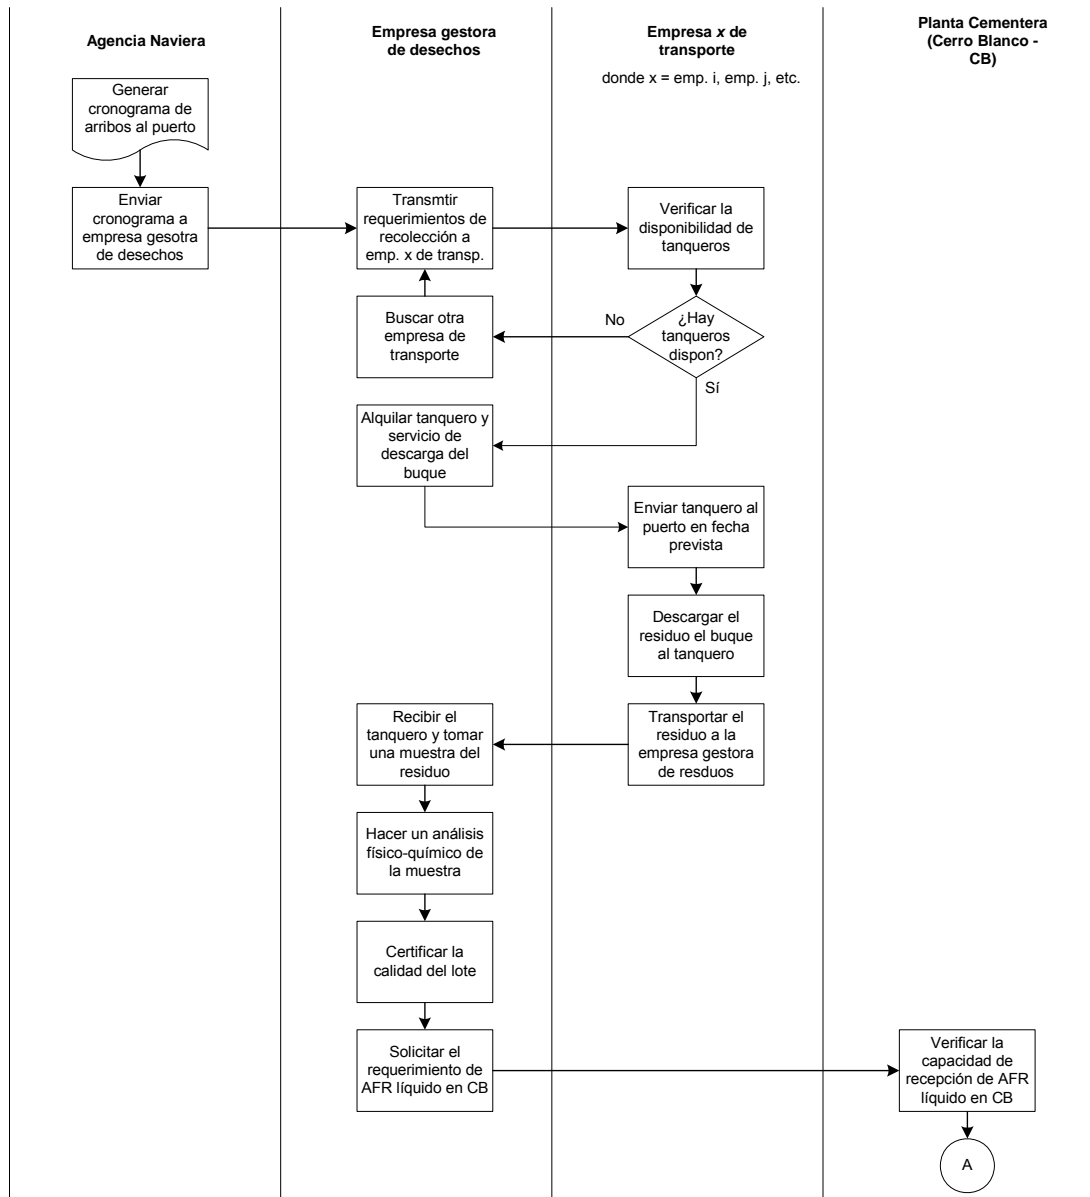 Agencia Naviera
Empresa gestora
de desechos
Empresa x de
transporte
donde x = emp. i, emp. j, etc.
Planta Cementera
(Cerro Blanco -
CB)
Generar
cronograma de
arribos al puerto
Enviar
cronograma a
empresa gesotra
de desechos
Transmtir
requerimientos de
recolección a
emp. x de transp.
Verificar la
disponibilidad de
tanqueros
¿Hay
tanqueros
dispon?
No
Sí
Buscar otra
empresa de
transporte
Alquilar tanquero y
servicio de
descarga del
buque
Enviar tanquero al
puerto en fecha
prevista
Descargar el
residuo el buque
al tanquero
Transportar el
residuo a la
empresa gestora
de resduos
Recibir el
tanquero y tomar
una muestra del
residuo
Hacer un análisis
físico-químico de
la muestra
Certificar la
calidad del lote
Solicitar el
requerimiento de
AFR líquido en CB
Verificar la
capacidad de
recepción de AFR
líquido en CB
A